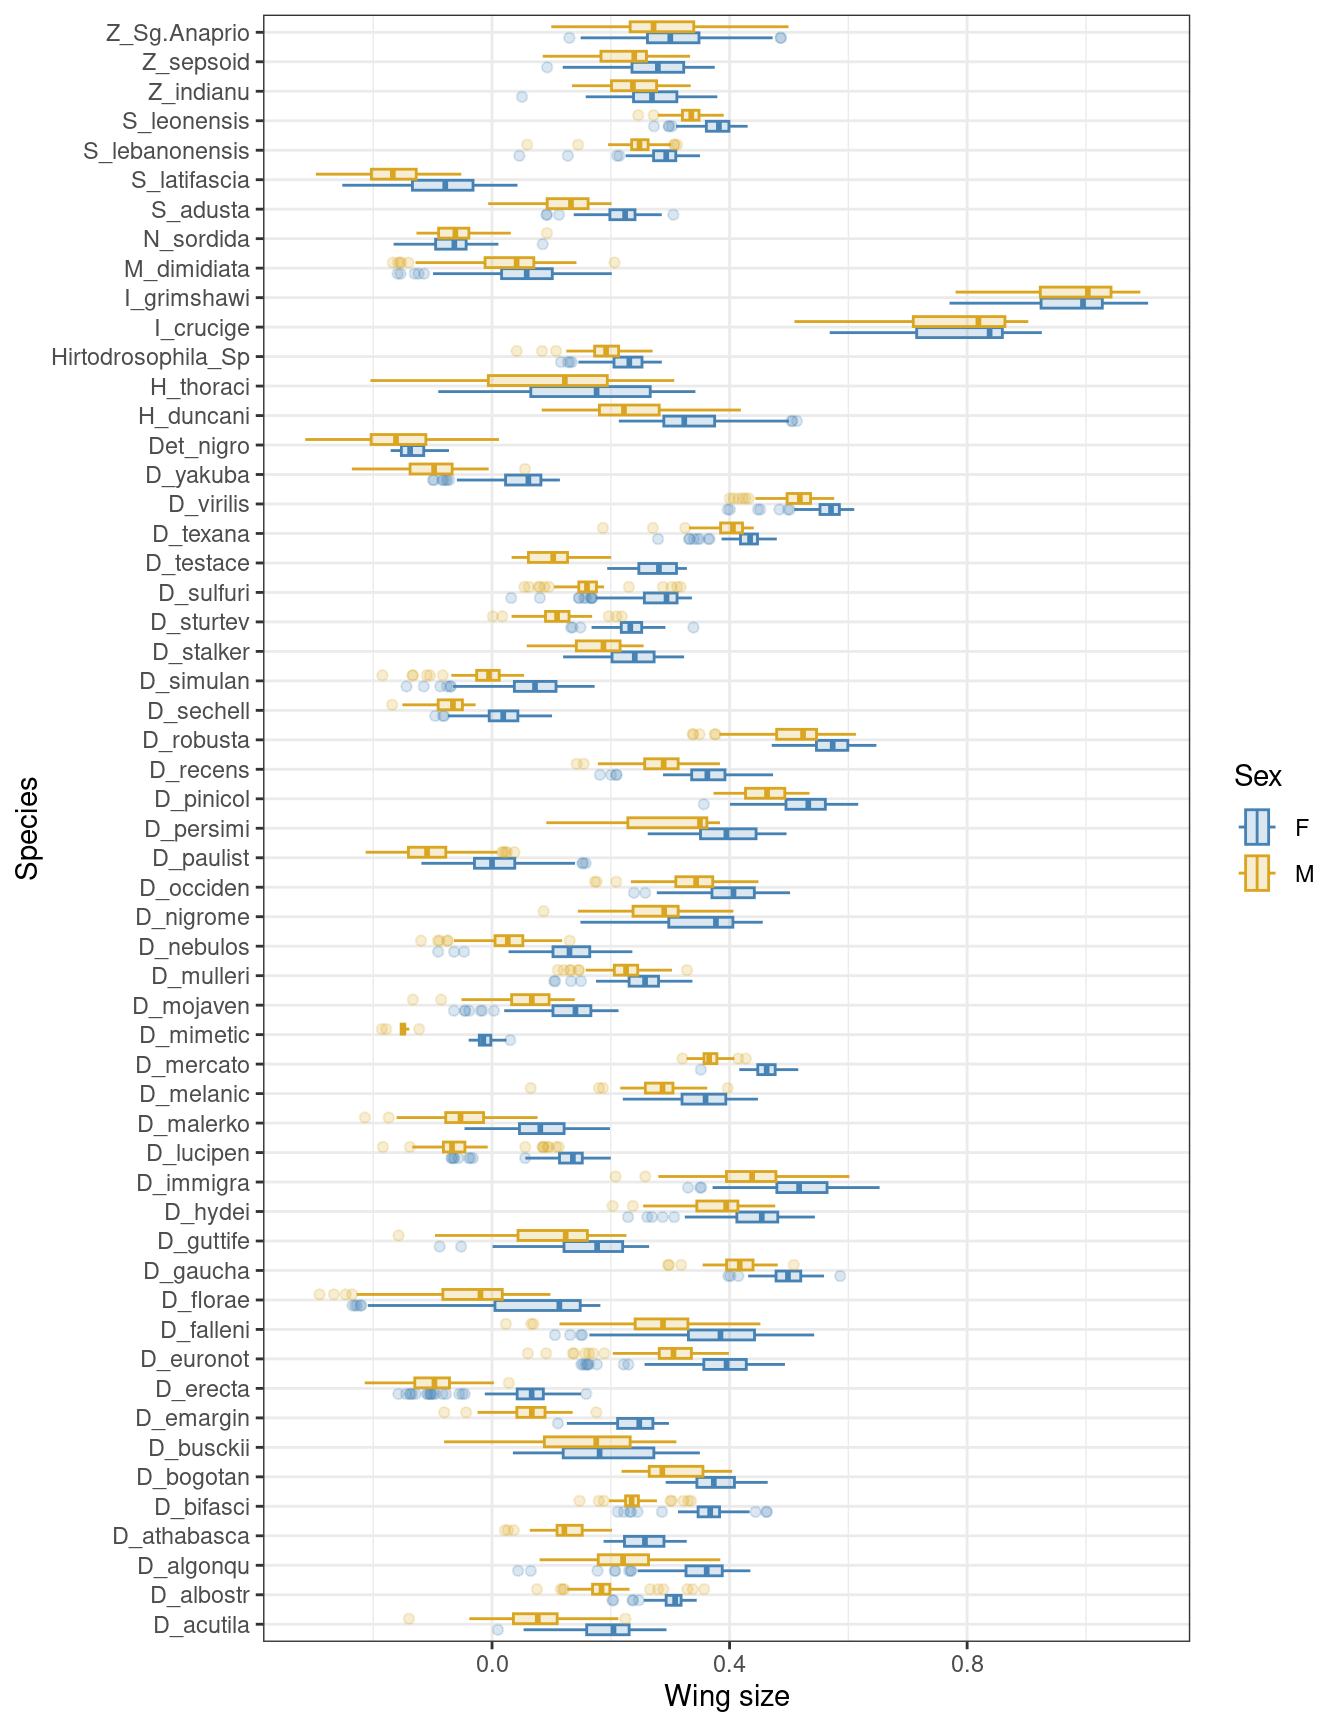 Z_Sg.Anaprio
Z_sepsoid
Z_indianu
S_leonensis
S_lebanonensis
S_latifascia
S_adusta
N_sordida
M_dimidiata
I_grimshawi
I_crucige
Hirtodrosophila_Sp
H_thoraci
H_duncani
Det_nigro
D_yakuba
D_virilis
D_texana
D_testace
D_sulfuri
D_sturtev
D_stalker
D_simulan
D_sechell
D_robusta
D_recens
D_pinicol
D_persimi
D_paulist
D_occiden
D_nigrome
D_nebulos
D_mulleri
D_mojaven
D_mimetic
D_mercato
D_melanic
D_malerko
D_lucipen
D_immigra
D_hydei
D_guttife
D_gaucha
D_florae
D_falleni
D_euronot
D_erecta
D_emargin
D_busckii
D_bogotan
D_bifasci
D_athabasca
D_algonqu
D_albostr
D_acutila
0.0 0.4 0.8
Wing size
Species
Sex
F
M